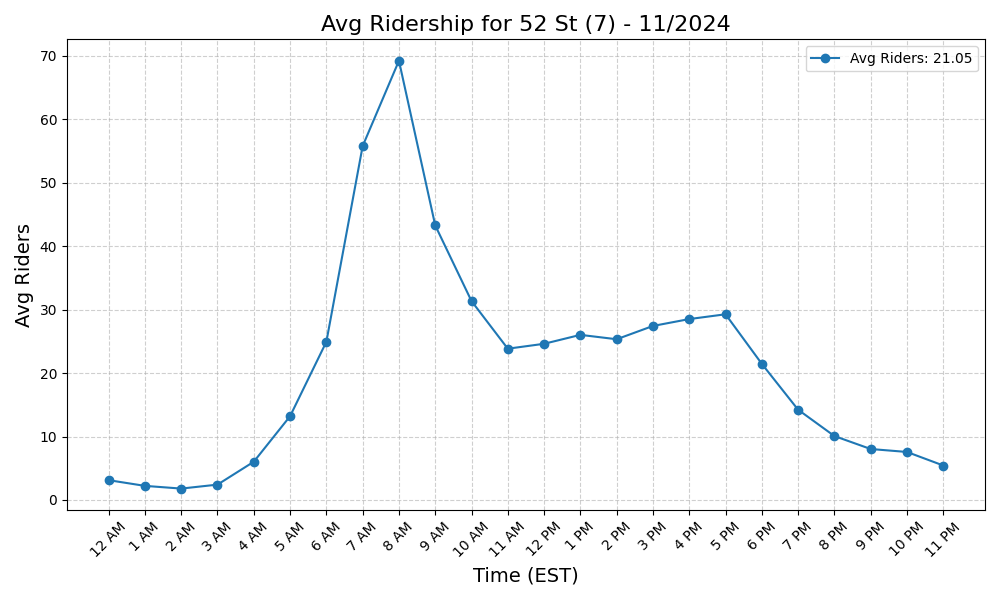 Avg Ridership for 52 St (7) - 11/2024
Avg Riders: 21.05
Avg Riders
70
60
50
40
30
20
10
0
12 AM
1 AM
2 AM
3 AM
4 AM
5 AM
6 AM
7 AM
8 AM
9 AM
10 AM
11 AM
12 PM
1 PM
2 PM
3 PM
4 PM
5 PM
6 PM
7 PM
8 PM
9 PM
10 PM
11 PM
Time (EST)